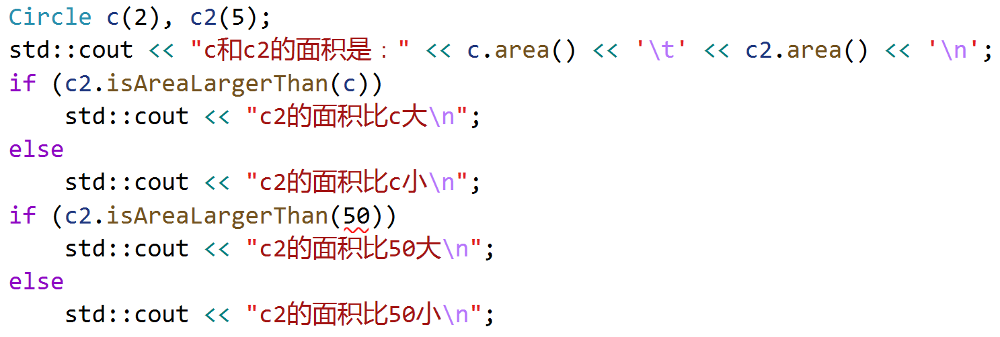 Circle c(2), c2(5);
std::cout << "c和c2的面积是：" << c.area() << '\t' << c2.area() << '\n';
if (c2.isAreaLargerThan(c))
    std::cout << "c2的面积比c大\n";
else
    std::cout << "c2的面积比c小\n";
if (c2.isAreaLargerThan(50))
    std::cout << "c2的面积比50大\n";
else
    std::cout << "c2的面积比50小\n";